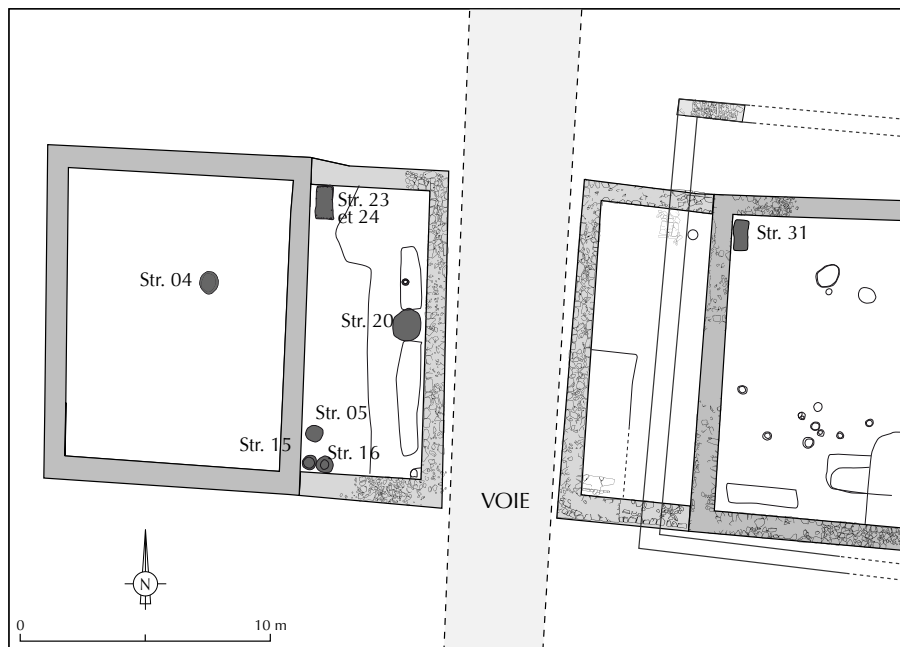 Str. 23
et 24
Str. 31
Str. 04
Str. 20
Str. 05
Str. 15
Str. 16
VOIE
N
0
10 m